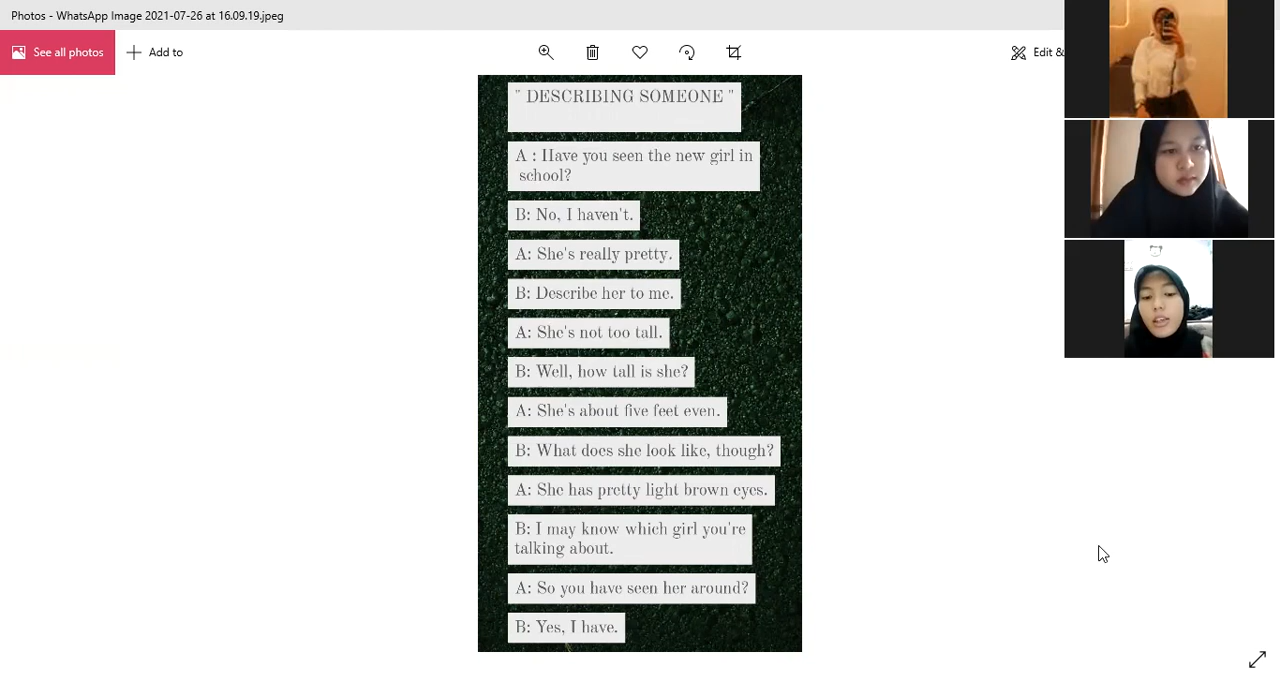 Photos - WhatsApp Image 2021-07-26 at 16.09.19.jpeg
See all photos
Add to
Edit &
" DESCRIBING SOMEONE "
A : Have you seen the new girl in
school?
B: No, I haven't.
A: She's really pretty.
B: Describe her to me.
A: She's not too tall.
B: Well, how tall is she?
A: She's about five feet even.
B: What does she look like, though?
A: She has pretty light brown eyes.
B: I may know which girl you're
talking about.
A: So you have seen her around?
B: Yes, I have.